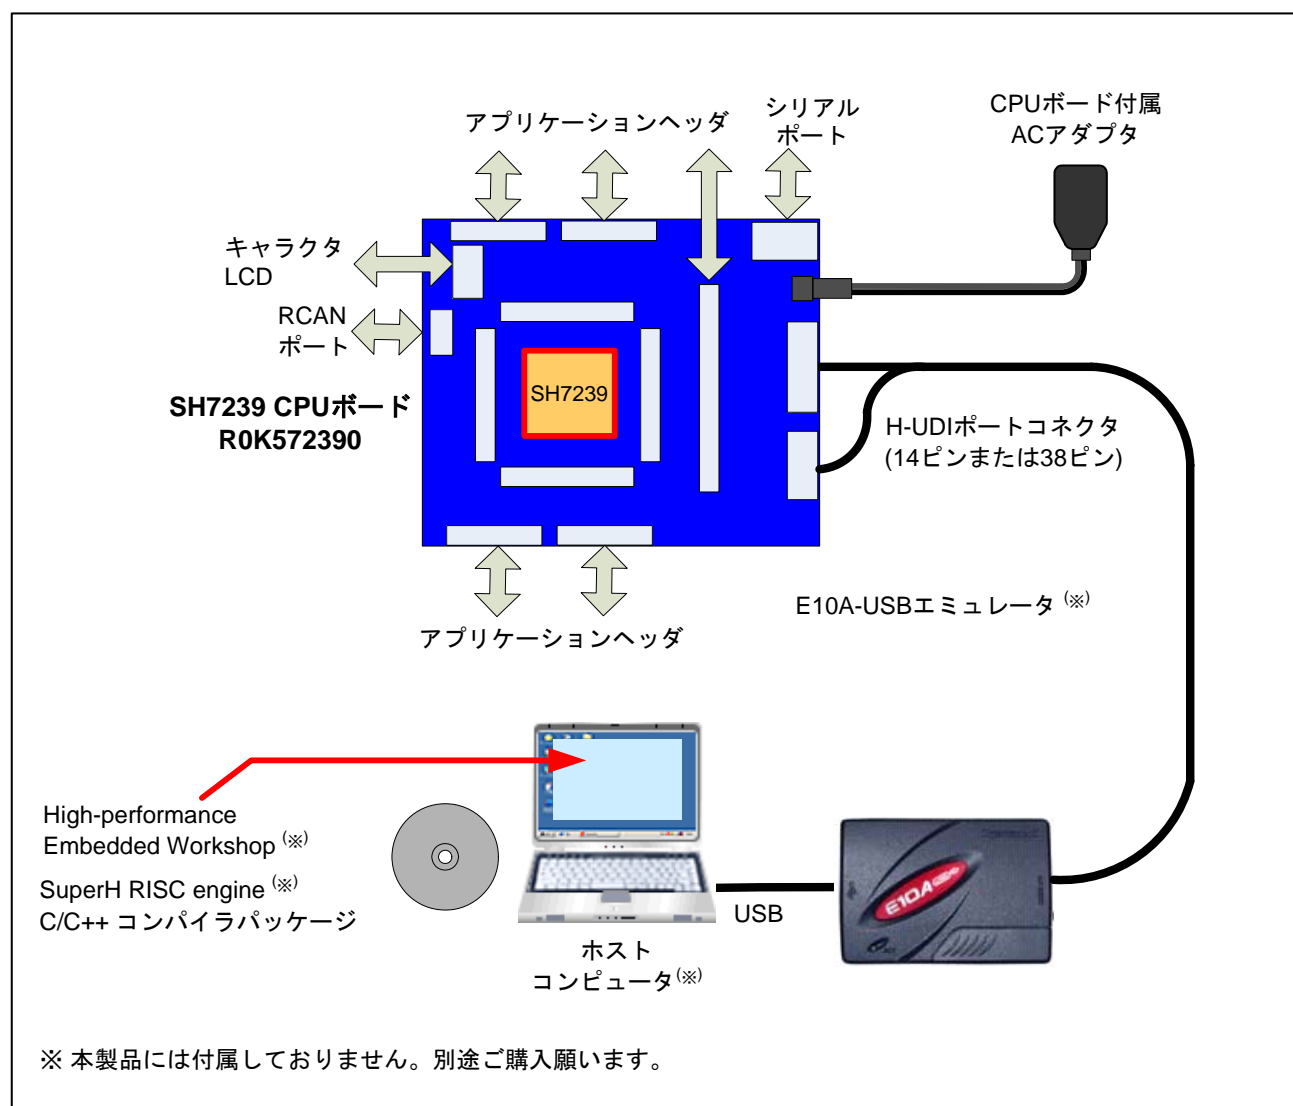 アプリケーションヘッダ
シリアル
ポート
CPUボード付属
ACアダプタ
キャラクタ
LCD
RCAN
ポート
SH7239 CPUボード
R0K572390
SH7239
H-UDIポートコネクタ
(14ピンまたは38ピン)
E10A-USBエミュレータ (※)
アプリケーションヘッダ
High-performance
Embedded Workshop (※)
SuperH RISC engine (※)
C/C++ コンパイラパッケージ
USB
E10A
ホスト
コンピュータ(※)
※ 本製品には付属しておりません。別途ご購入願います。